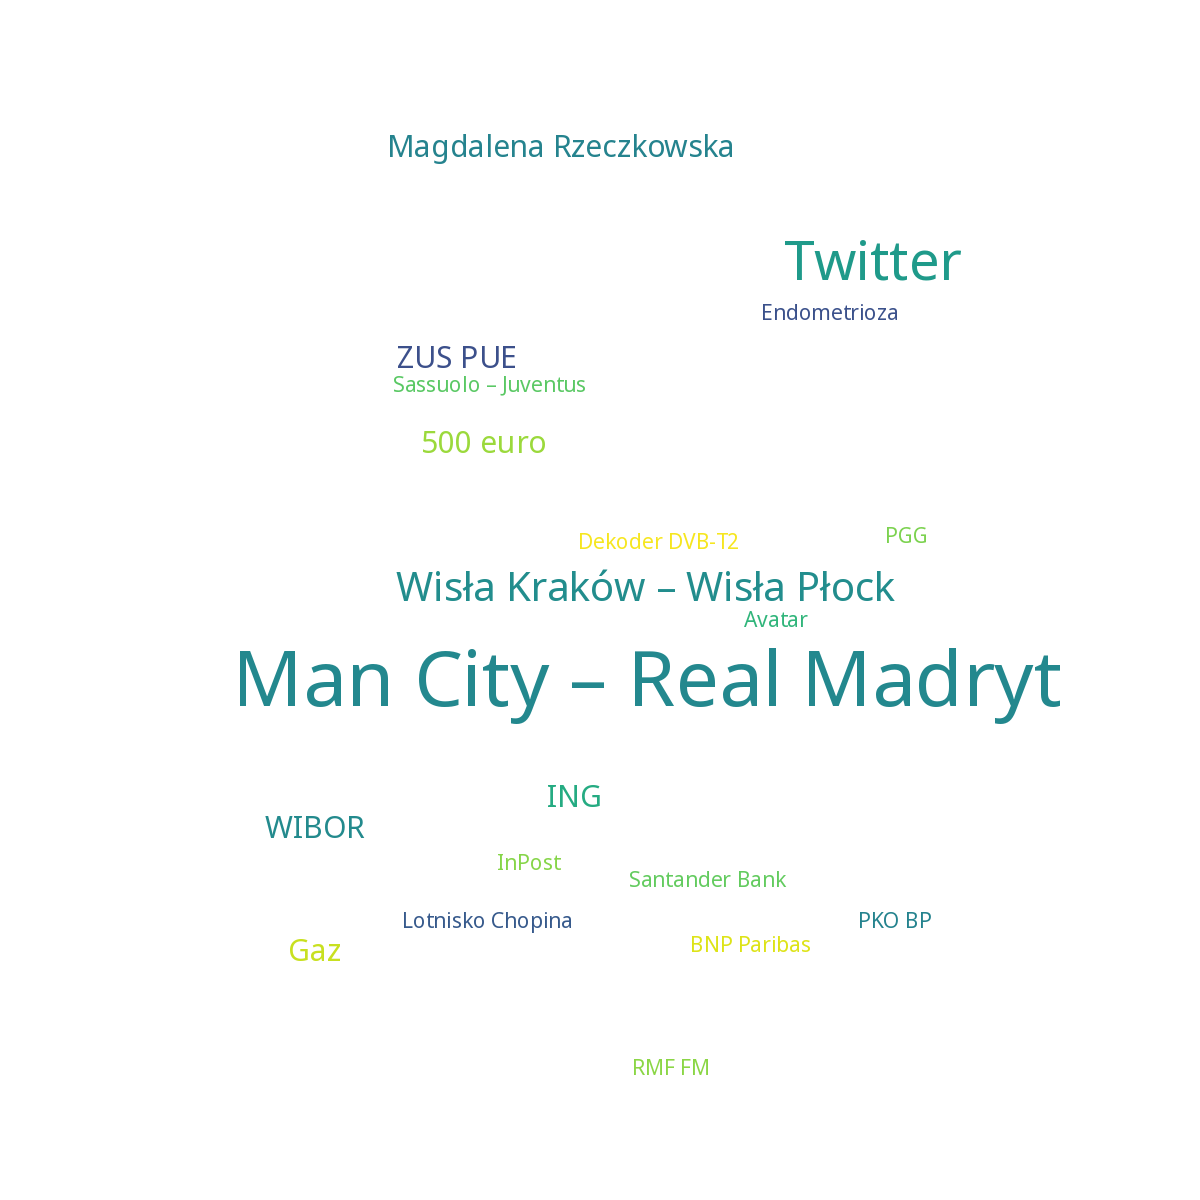 Magdalena Rzeczkowska
Twitter
Endometrioza
ZUS PUE
Sassuolo – Juventus
500 euro
Dekoder DVB-T2
PGG
Wisła Kraków – Wisła Płock
Avatar
Man City – Real Madryt
ING
WIBOR
InPost
Santander Bank
Lotnisko Chopina
PKO BP
BNP Paribas
Gaz
RMF FM